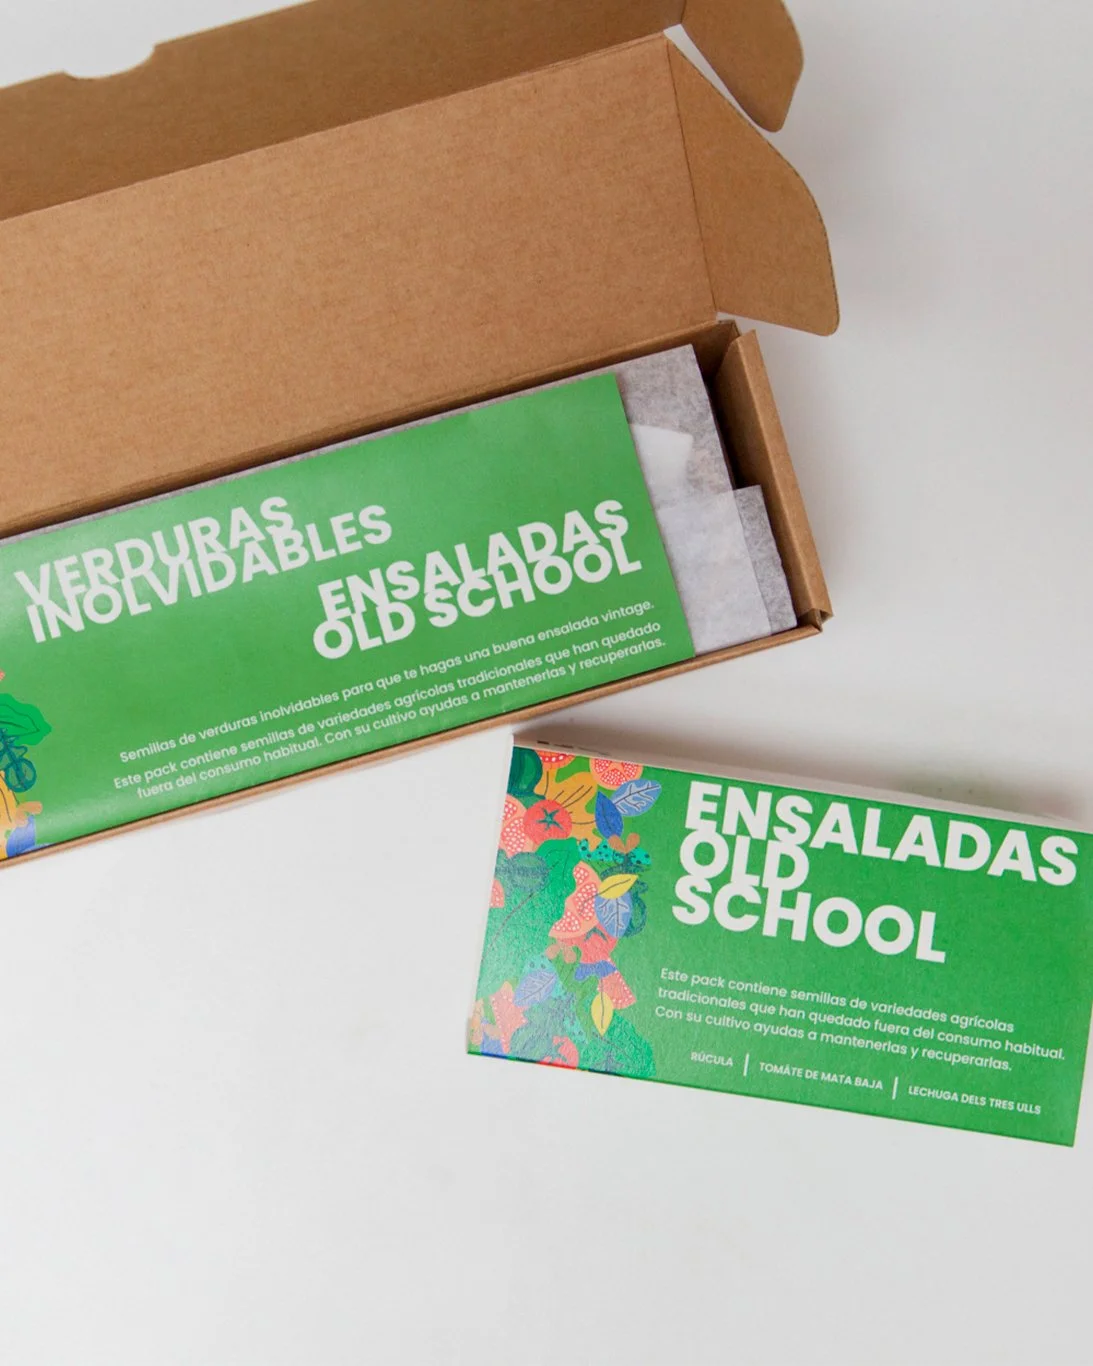 VERDURAS
INOLVIDABLES
ENSALADAS
OLD SCHOOL
Semillas de verduras inolvidables para que te hagas una buena ensalada vintage.
Este pack contiene semillas de variedades agrícolas tradicionales que han quedado
fuera del consumo habitual. Con su cultivo ayudas a mantenerlas y recuperarlas.
ENSALADAS
OLD
SCHOOL
Este pack contiene semillas de variedades agrícolas
tradicionales que han quedado fuera del consumo habitual.
Con su cultivo ayudas a mantenerlas y recuperarlas.
RÚCULA | TOMÀTE DE MATA BAJA | LECHUGA DELS TRES ULLS